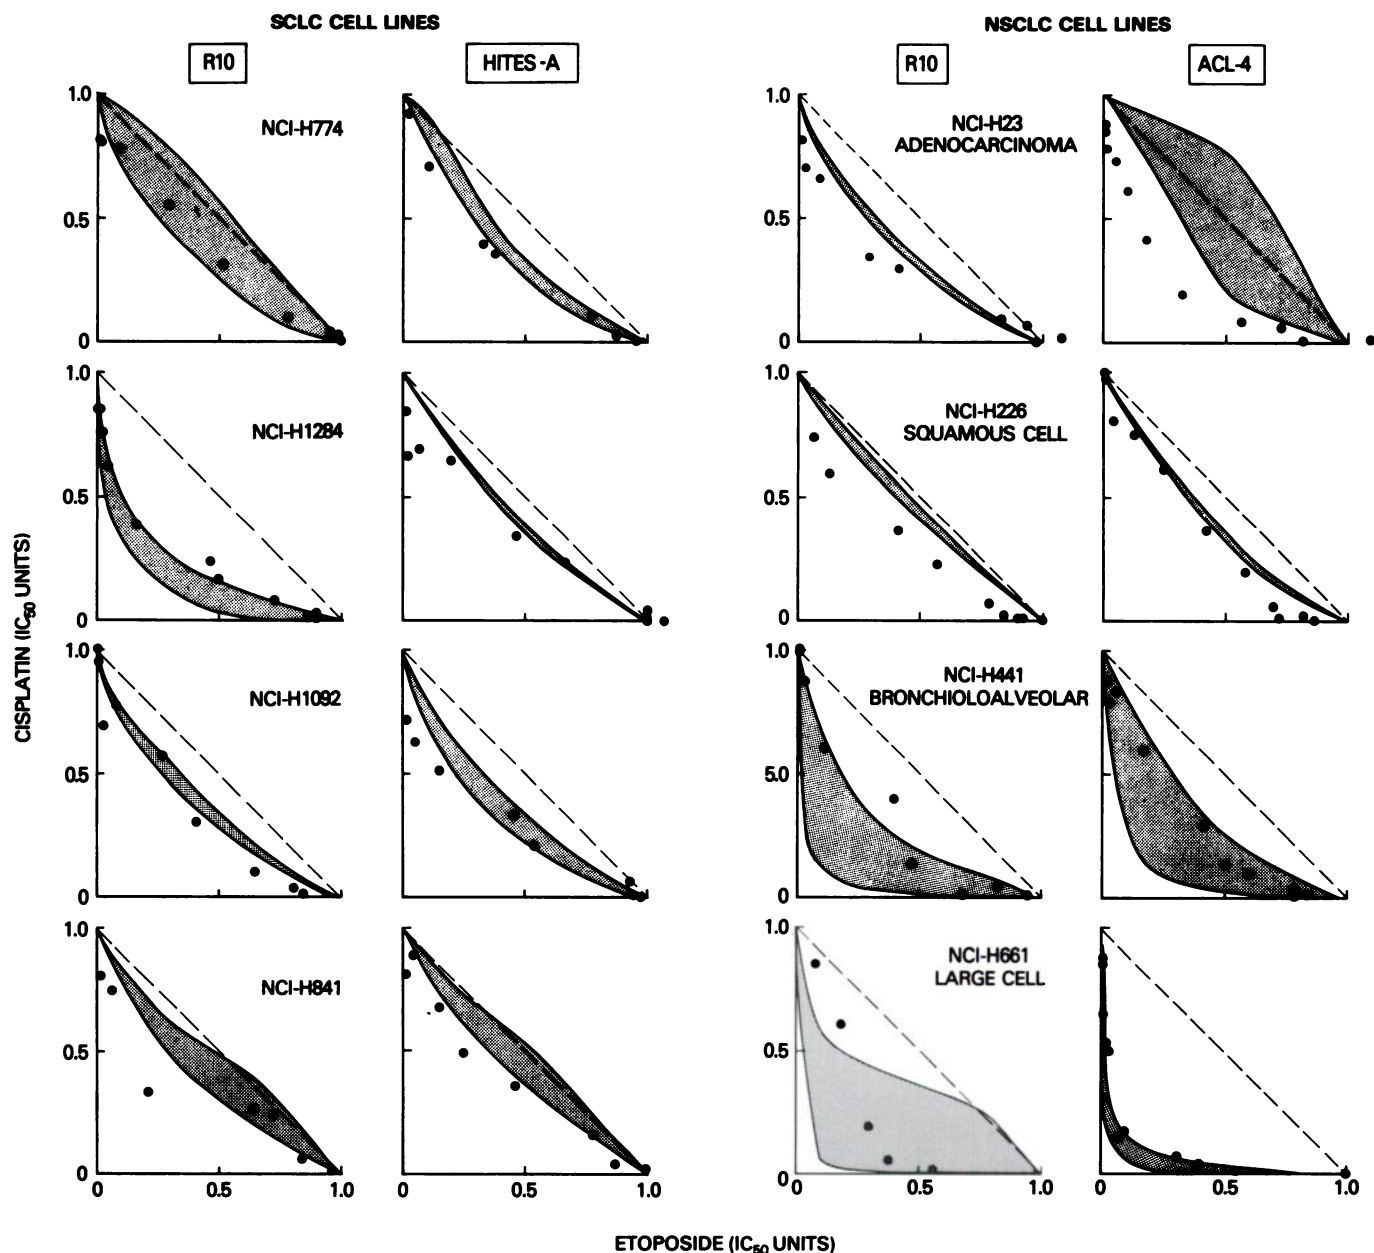 SCLC CELL LINES
NSCLC CELL LINES
R10
HITES-A
R10
ACL-4
1.0
NCI-H774
0.5
0
1.0
NCI-H23
ADENOCARCINOMA
0.5
0
1.0
NCI-H1284
0.5
0
1.0
NCI-H226
SQUAMOUS CELL
0.5
0
1.0
NCI-H1092
0.5
0
1.0
NCI-H441
BRONCHIOLOALVEOLAR
5.0
0
1.0
NCI-H841
0.5
0
1.0
NCI-H661
LARGE CELL
0.5
0
0 0.5 1.0
0 0.5 1.0
0 0.5 1.0
0 0.5 1.0
CISPLATIN (IC50 UNITS)
ETOPOSIDE (IC50 UNITS)